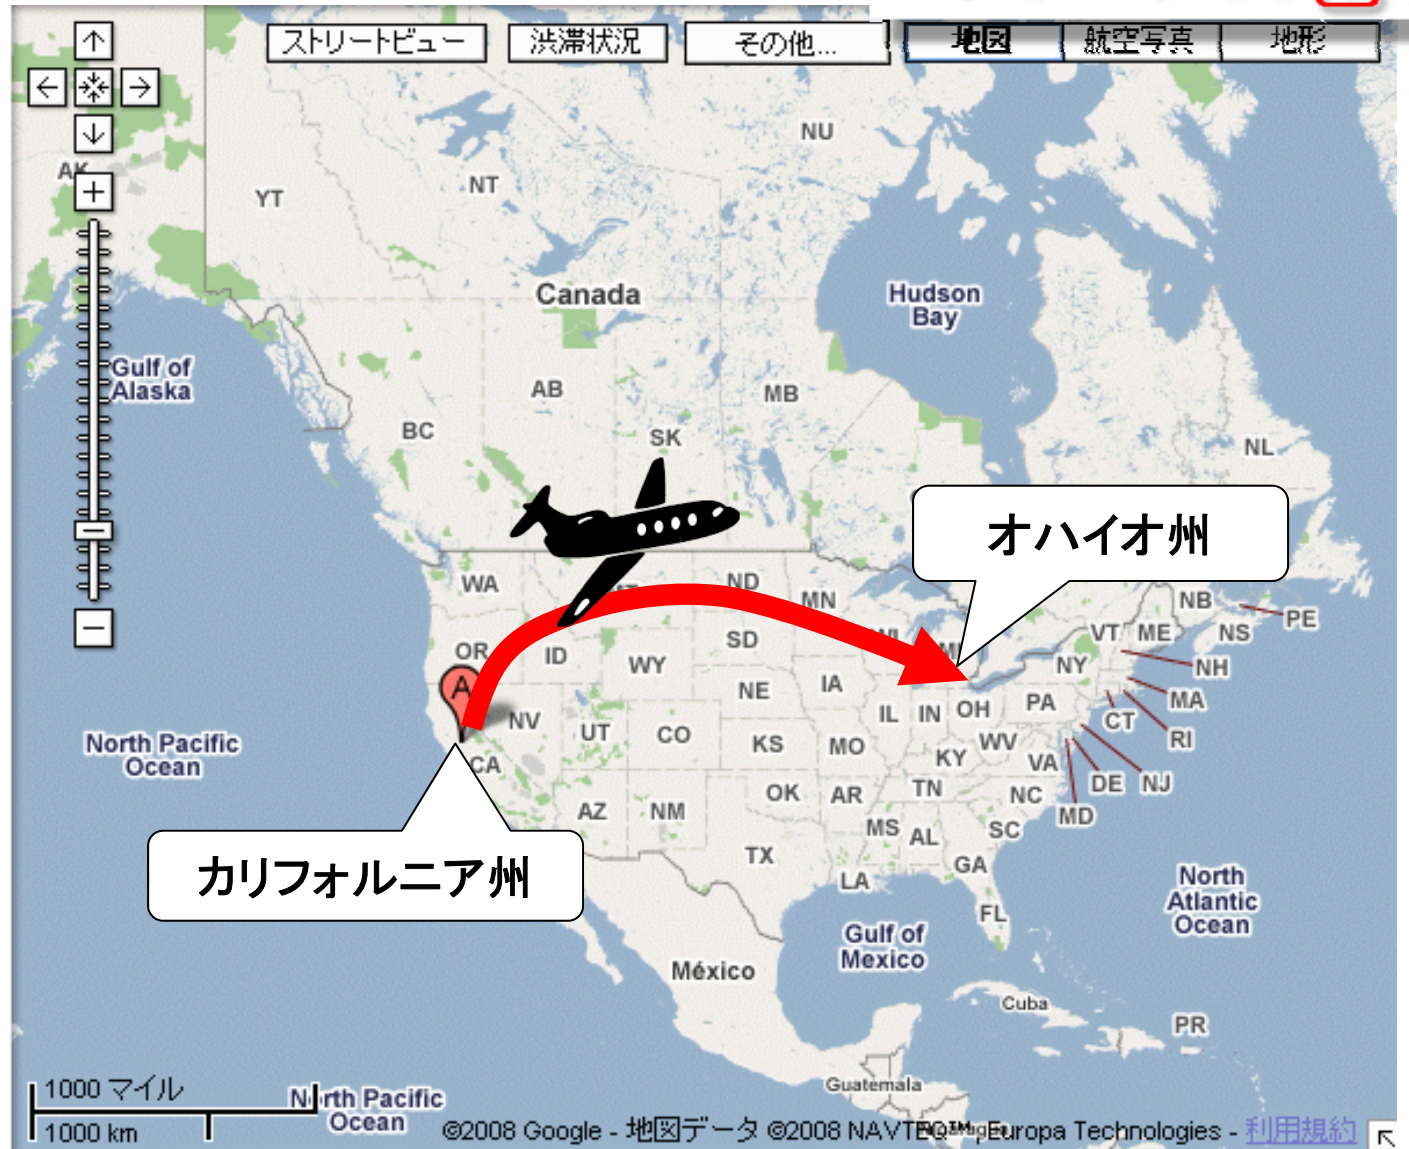 ストリートビュー
渋滞状況
その他...
地図
航空写真
地形
NU
AK
NT
YT
Canada
Hudson
Bay
Gulf of
Alaska
AB
MB
BC
SK
NL
オハイオ州
WA
ND
MN
NB
PE
OR
ID
SD
VT
ME
NS
WY
NY
NH
A
NE
IA
MA
NV
UT
CO
IL
IN
OH
PA
CT
RI
North Pacific
Ocean
KS
MO
KY
WV
VA
CA
OK
AR
TN
DE
NJ
AZ
NM
NC
MD
MS
AL
SC
TX
GA
カリフォルニア州
LA
FL
North
Atlantic
Ocean
Gulf of
Mexico
México
Cuba
PR
Guatemala
1000 マイル
1000 km
North Pacific
Ocean
©2008 Google - 地図データ ©2008 NAVTEQ™, Europa Technologies - 利用規約